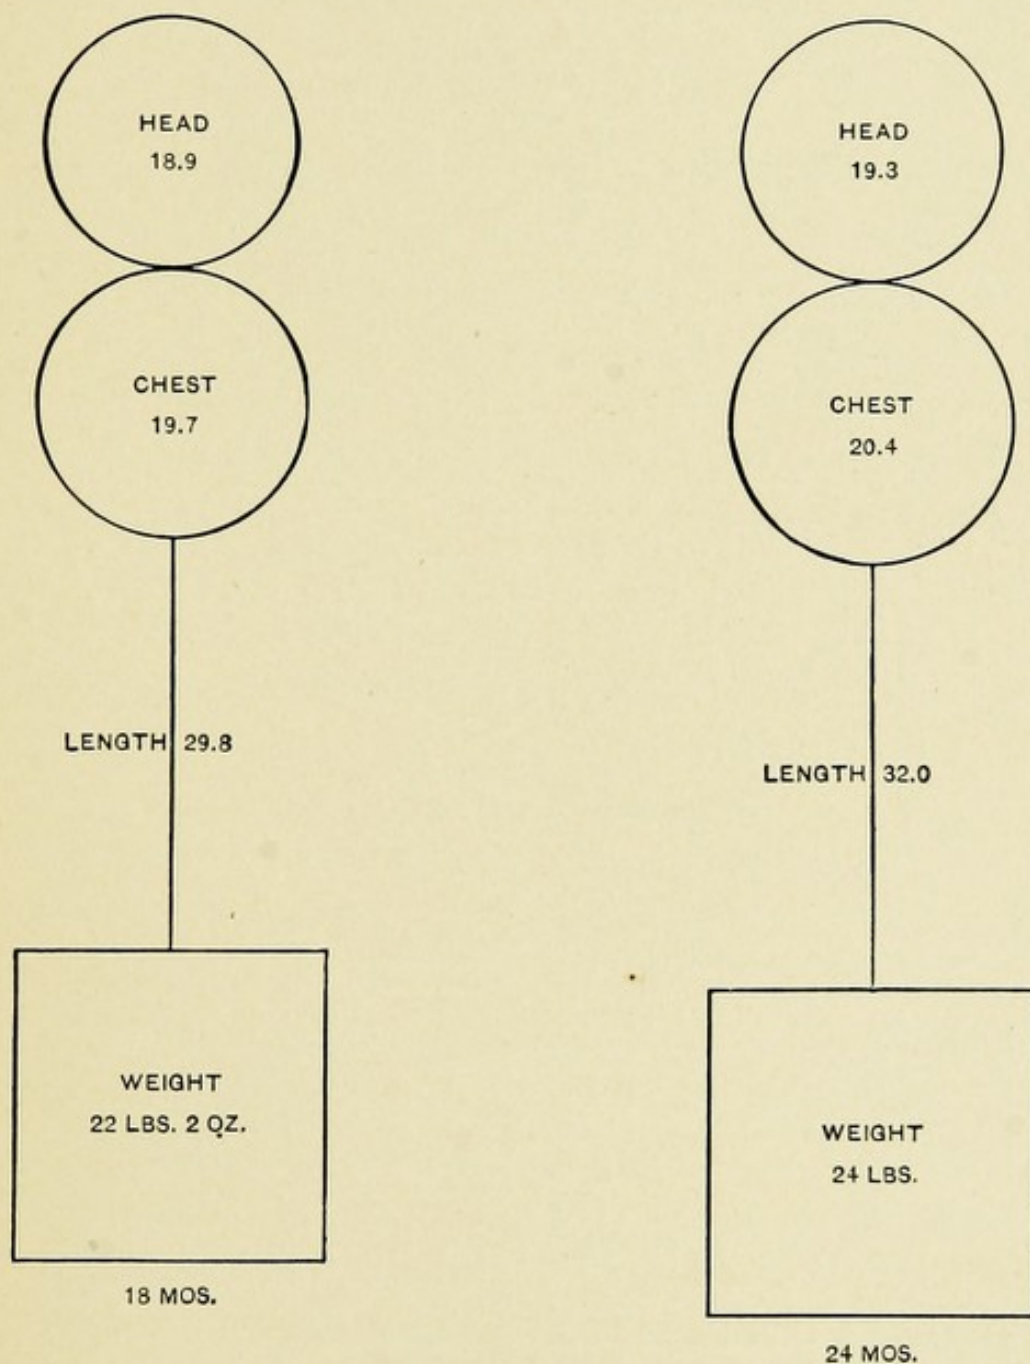 HEAD
18.9
CHEST
19.7
LENGTH 29.8
WEIGHT
22 LBS. 2 OZ.
18 MOS.
HEAD
19.3
CHEST
20.4
LENGTH 32.0
WEIGHT
24 LBS.
24 MOS.